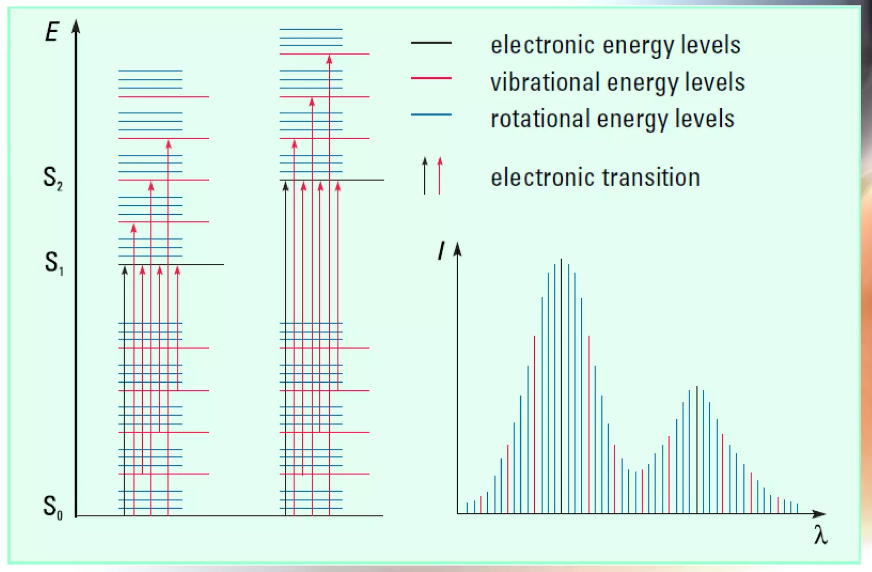 E
electronic energy levels
vibrational energy levels
rotational energy levels
S₂
electronic transition
I
S₁
S₀
λ